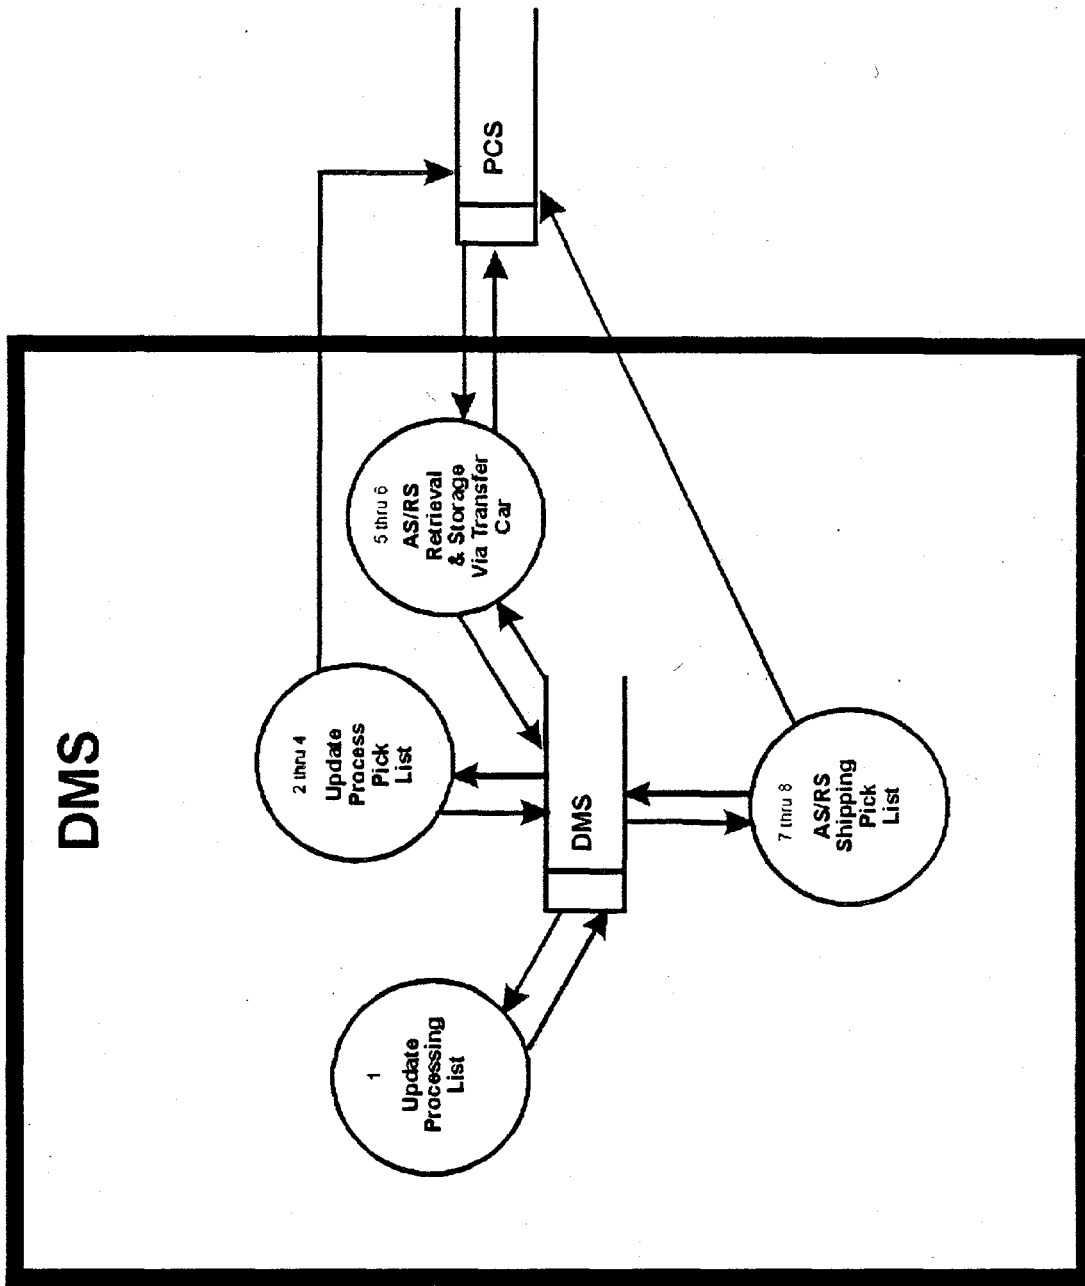 DMS
1
Update
Processing
List
2 thru 4
Update
Process
Pick
List
5 thru 6
AS/RS
Retrieval
& Storage
Via Transfer
Car
DMS
7 thru 8
AS/RS
Shipping
Pick
List
PCS